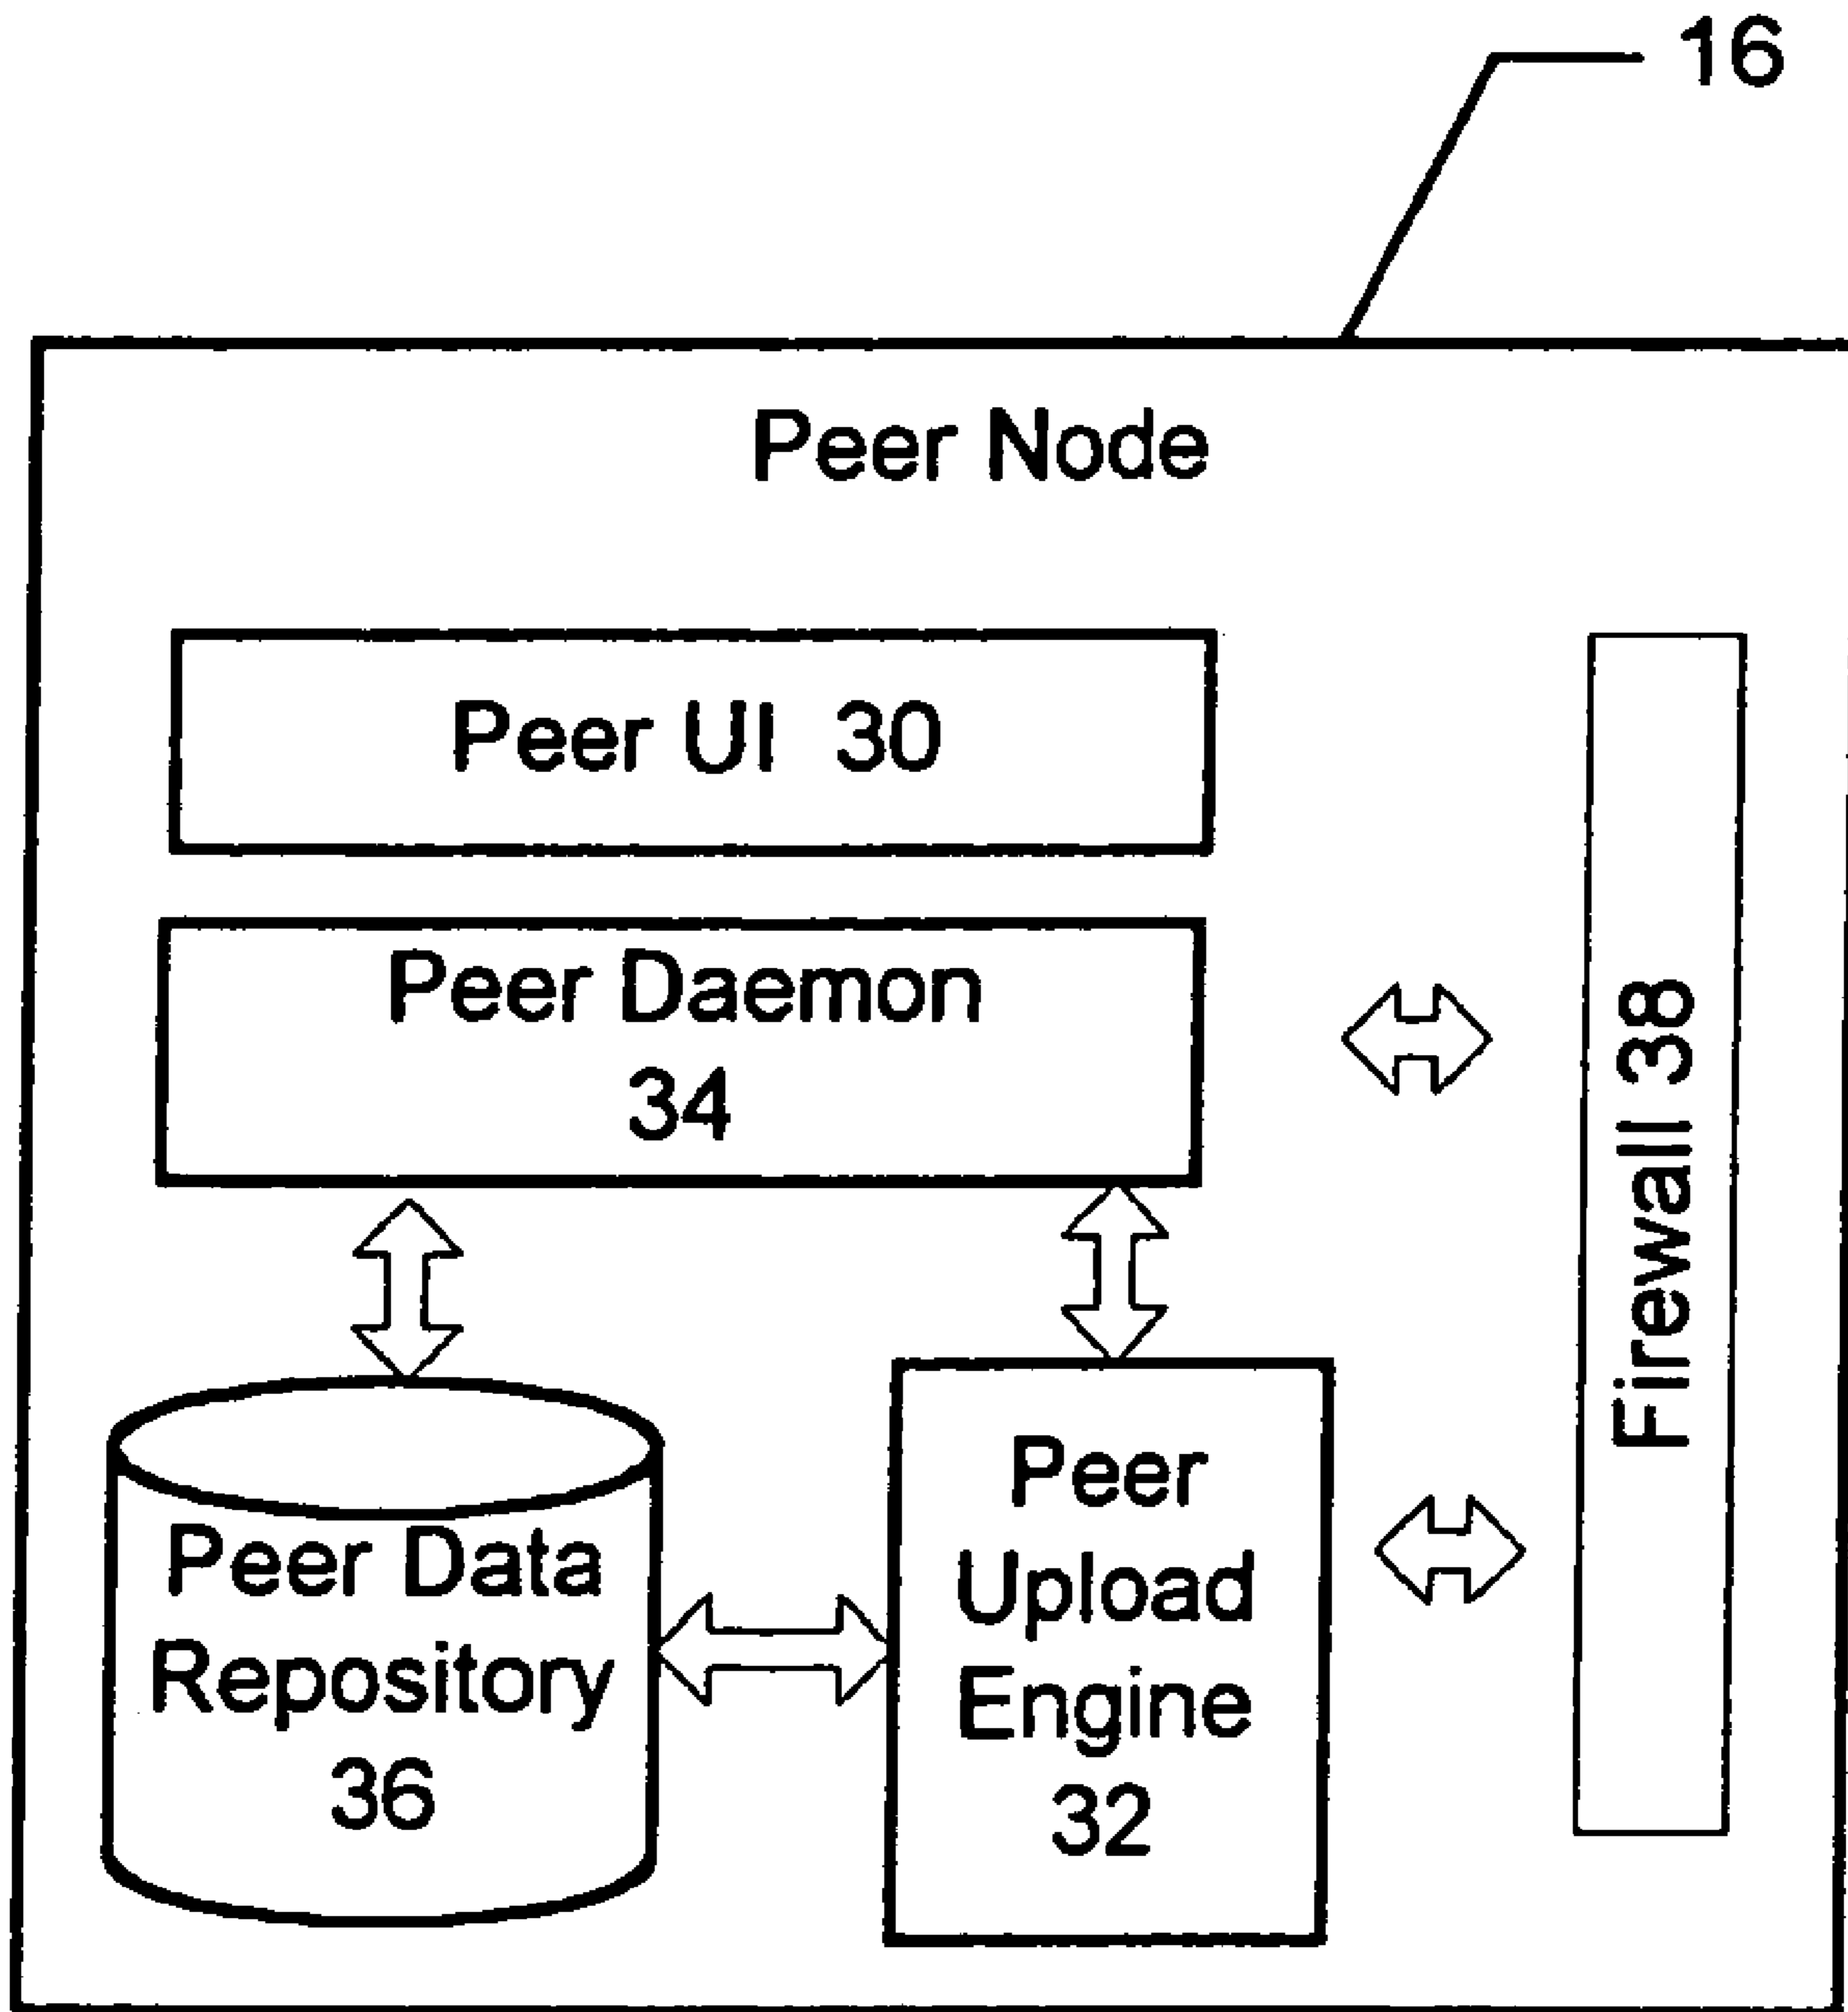 16
Peer Node
Peer UI 30
Peer Daemon
34
Firewall 38
Peer Data
Repository
36
Peer
Upload
Engine
32